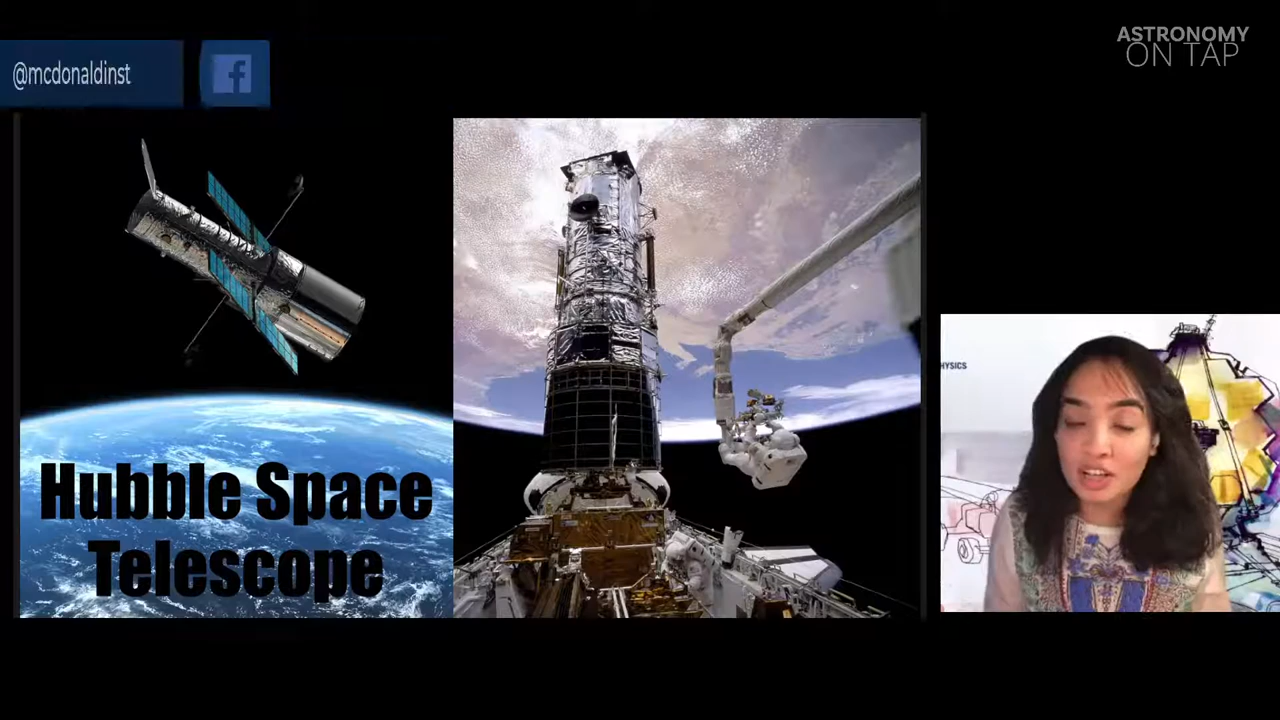 @mcdonaldinst
f
ASTRONOMY
ON TAP
Hubble Space
Telescope
HYSICS